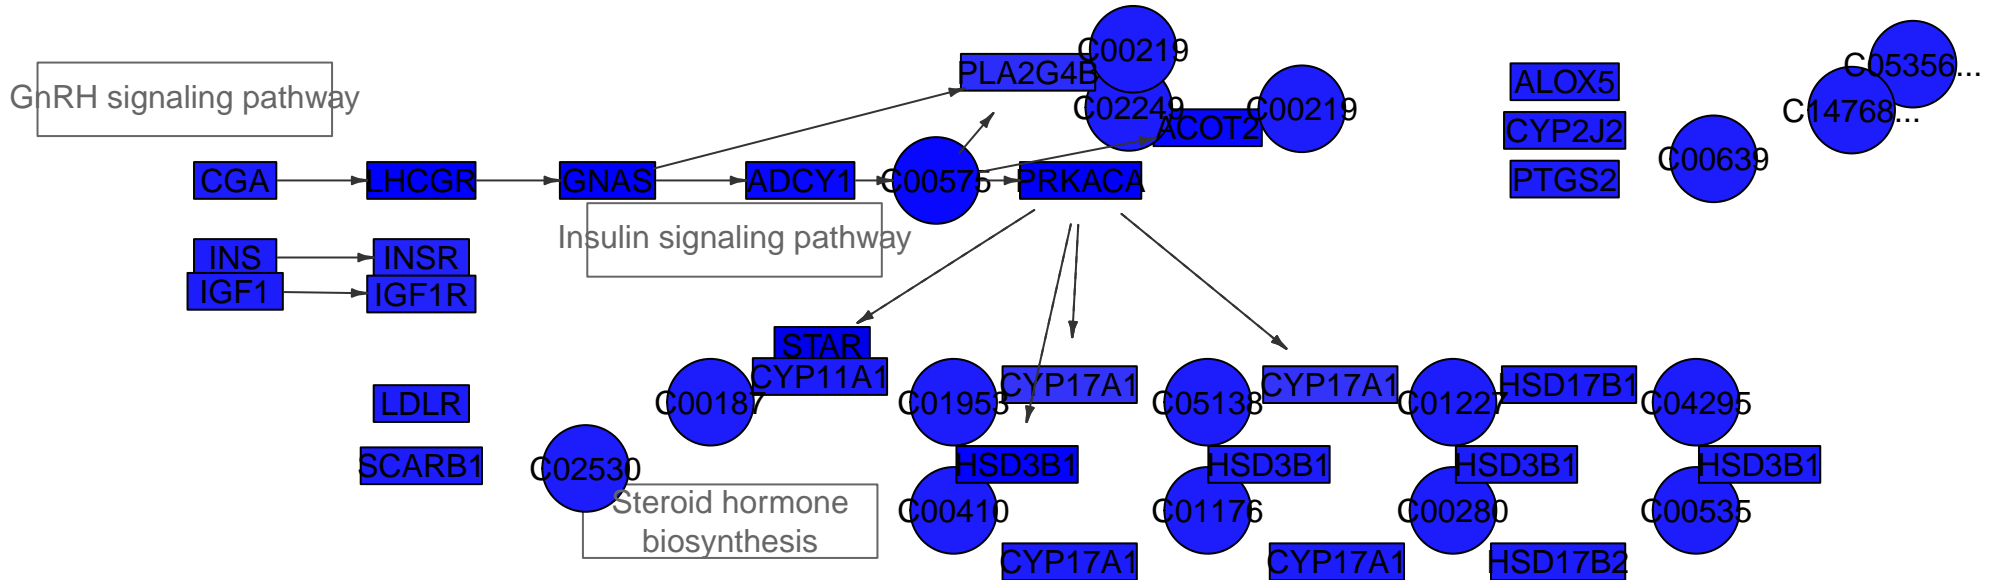 C00219
C05356...
PLA2G4B
ALOX5
GnRH signaling pathway
C02249
C00219
C14768...
ACOT2
CYP2J2
C00639
CGA
LHCGR
GNAS
ADCY1
C00575
PRKACA
PTGS2
Insulin signaling pathway
INS
INSR
IGF1
IGF1R
STAR
CYP11A1
CYP17A1
CYP17A1
HSD17B1
LDLR
C00187
C01953
C05138
C01227
C04295
SCARB1
C02530
HSD3B1
HSD3B1
HSD3B1
HSD3B1
Steroid hormone
biosynthesis
C00410
C01176
C00280
C00535
CYP17A1
CYP17A1
HSD17B2